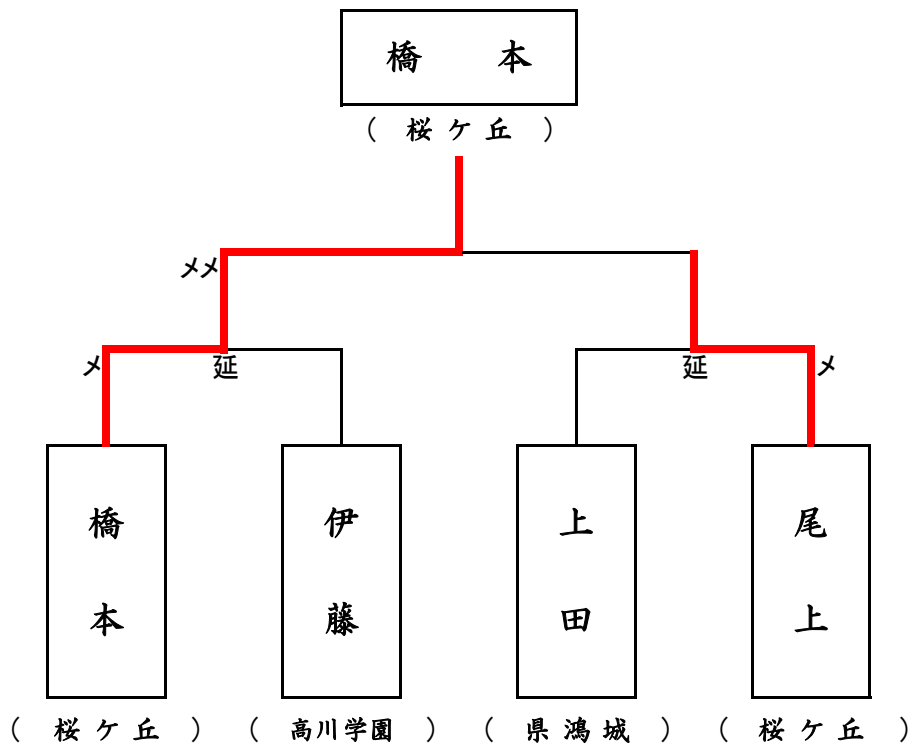 橋 本
( 桜ケ丘 )
メメ
メ 延 延 メ
橋本 伊藤 上田 尾上
( 桜ケ丘 ) ( 高川学園 ) ( 県鴻城 ) ( 桜ケ丘 )